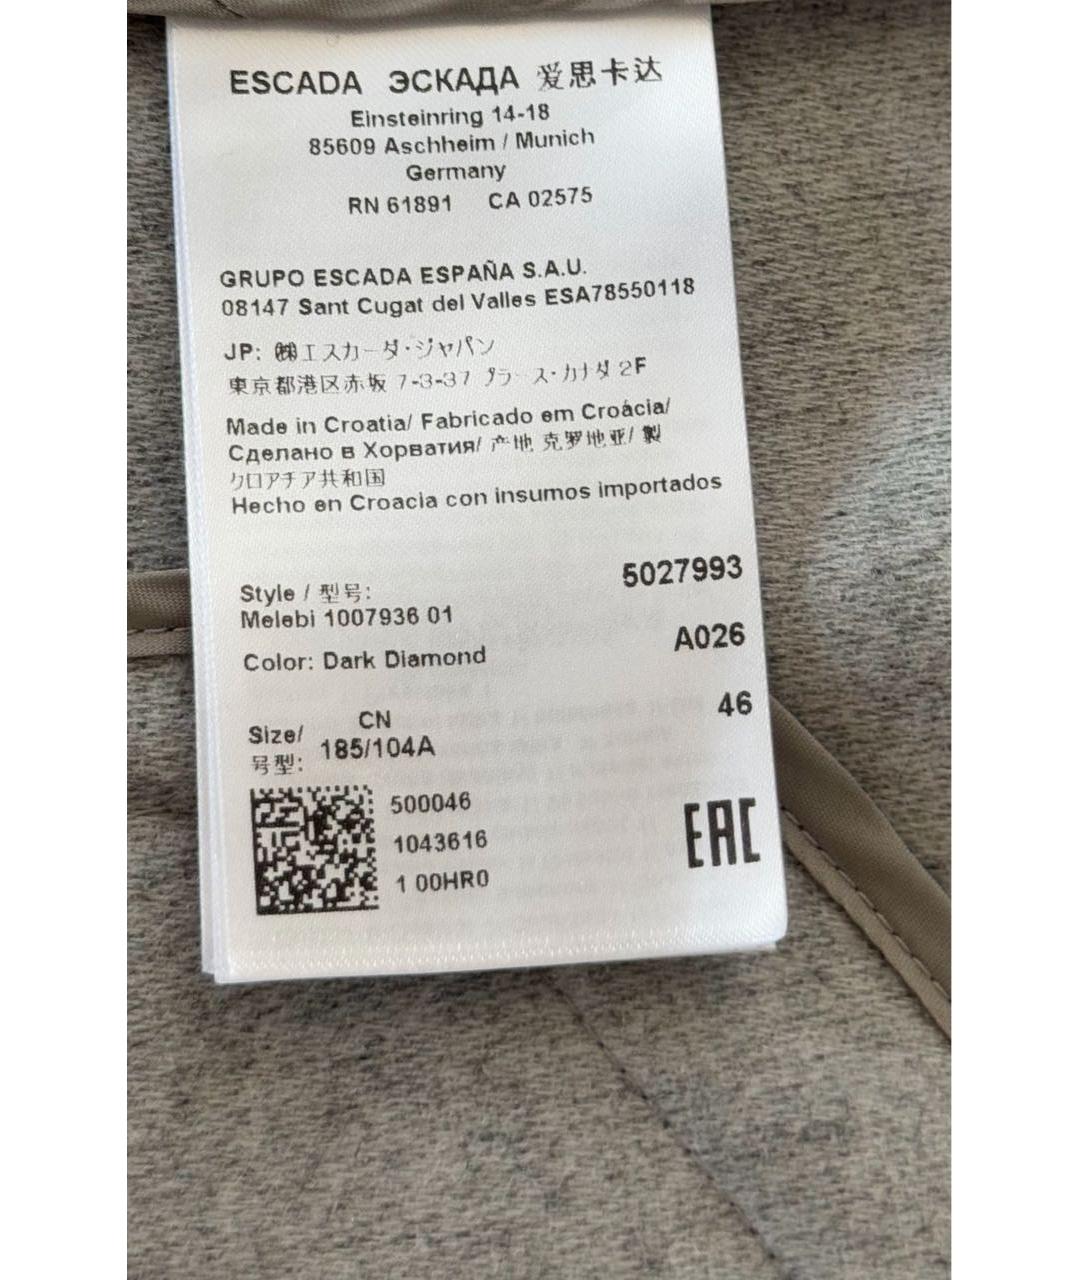 ESCADA ЭСКАДА 爱思卡达
Einsteinring 14-18
85609 Aschheim / Munich
Germany
RN 61891 CA 02575
GRUPO ESCADA ESPAÑA S.A.U.
08147 Sant Cugat del Valles ESA78550118
JP: ㈱エスカーダ・ジャパン
東京都港区赤坂 7-3-37 プラース・カナダ 2F
Made in Croatia/ Fabricado em Croácia/
Сделано в Хорватия/ 产地 克罗地亚/ 製
クロアチア共和国
Hecho en Croacia con insumos importados
Style / 型号: 5027993
Melebi 1007936 01
Color: Dark Diamond A026
Size/ CN 46
号型: 185/104A
500046
1043616
1 00HR0
EAC